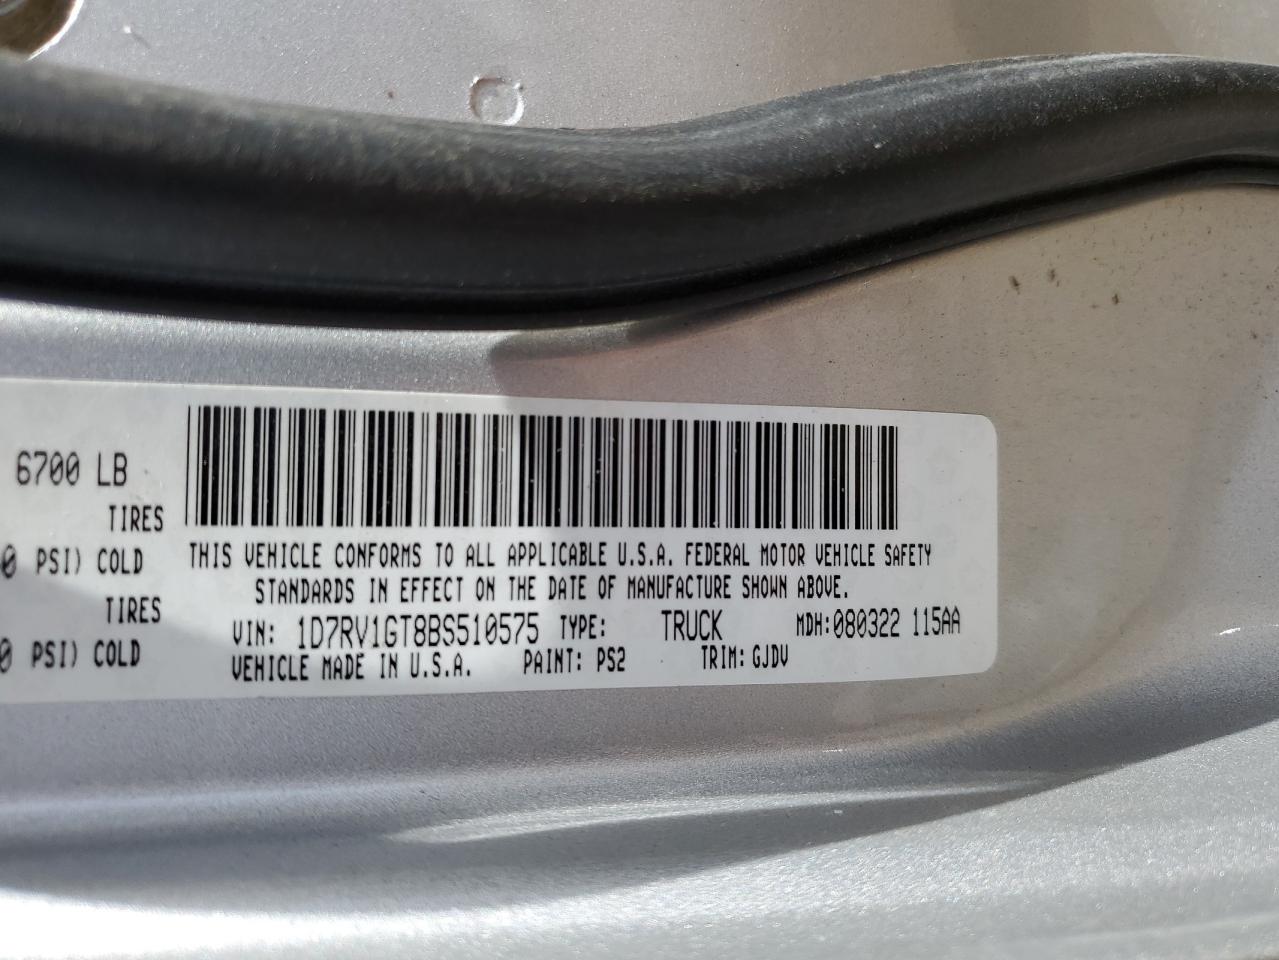 6700 LB
TIRES
0 PSI) COLD
TIRES
0 PSI) COLD
THIS VEHICLE CONFORMS TO ALL APPLICABLE U.S.A. FEDERAL MOTOR VEHICLE SAFETY
STANDARDS IN EFFECT ON THE DATE OF MANUFACTURE SHOWN ABOVE.
VIN: 1D7RV1GT8BS510575 TYPE: TRUCK MDH:080322 115AA
VEHICLE MADE IN U.S.A. PAINT: PS2 TRIM: GJDV